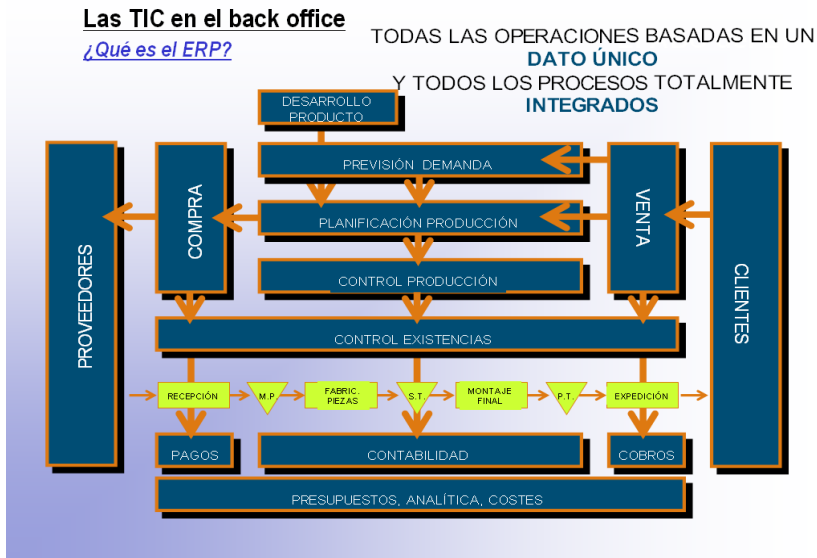 Las TIC en el back office
¿Qué es el ERP?
TODAS LAS OPERACIONES BASADAS EN UN
DATO ÚNICO
Y TODOS LOS PROCESOS TOTALMENTE
INTEGRADOS
DESARROLLO
PRODUCTO
PREVISIÓN DEMANDA
PROVEEDORES
COMPRA
PLANIFICACIÓN PRODUCCIÓN
VENTA
CLIENTES
CONTROL PRODUCCIÓN
CONTROL EXISTENCIAS
RECEPCIÓN
M.P.
FABRIC.
PIEZAS
S.T.
MONTAJE
FINAL
P.T.
EXPEDICIÓN
PAGOS
CONTABILIDAD
COBROS
PRESUPUESTOS, ANALÍTICA, COSTES